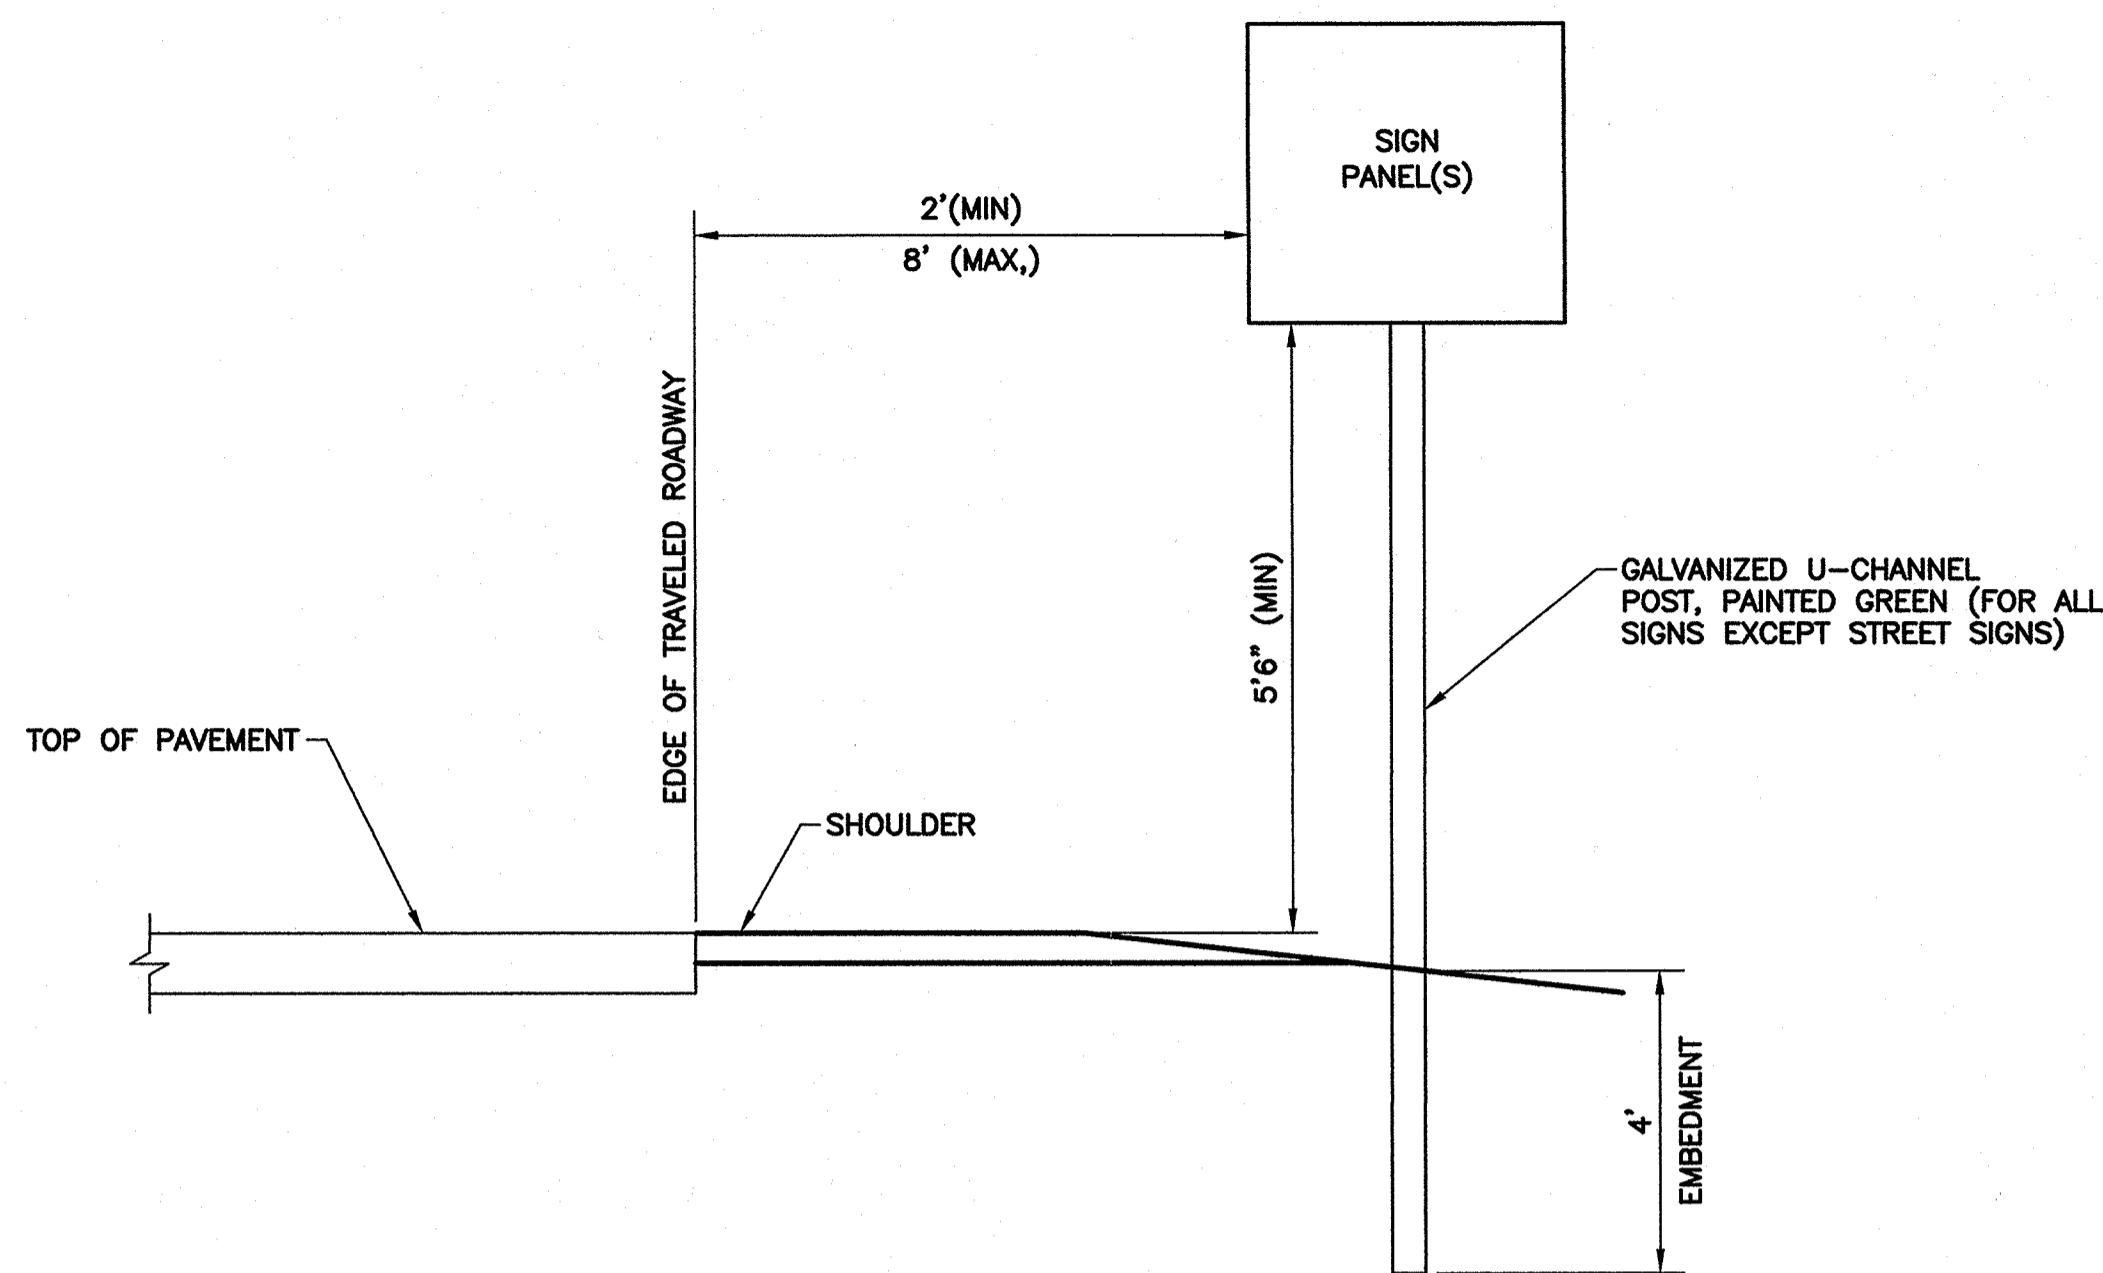 SIGN
PANEL(S)
2'(MIN)
8' (MAX,)
EDGE OF TRAVELED ROADWAY
5'6" (MIN)
GALVANIZED U-CHANNEL
POST, PAINTED GREEN (FOR ALL
SIGNS EXCEPT STREET SIGNS)
TOP OF PAVEMENT
SHOULDER
4'
EMBEDMENT